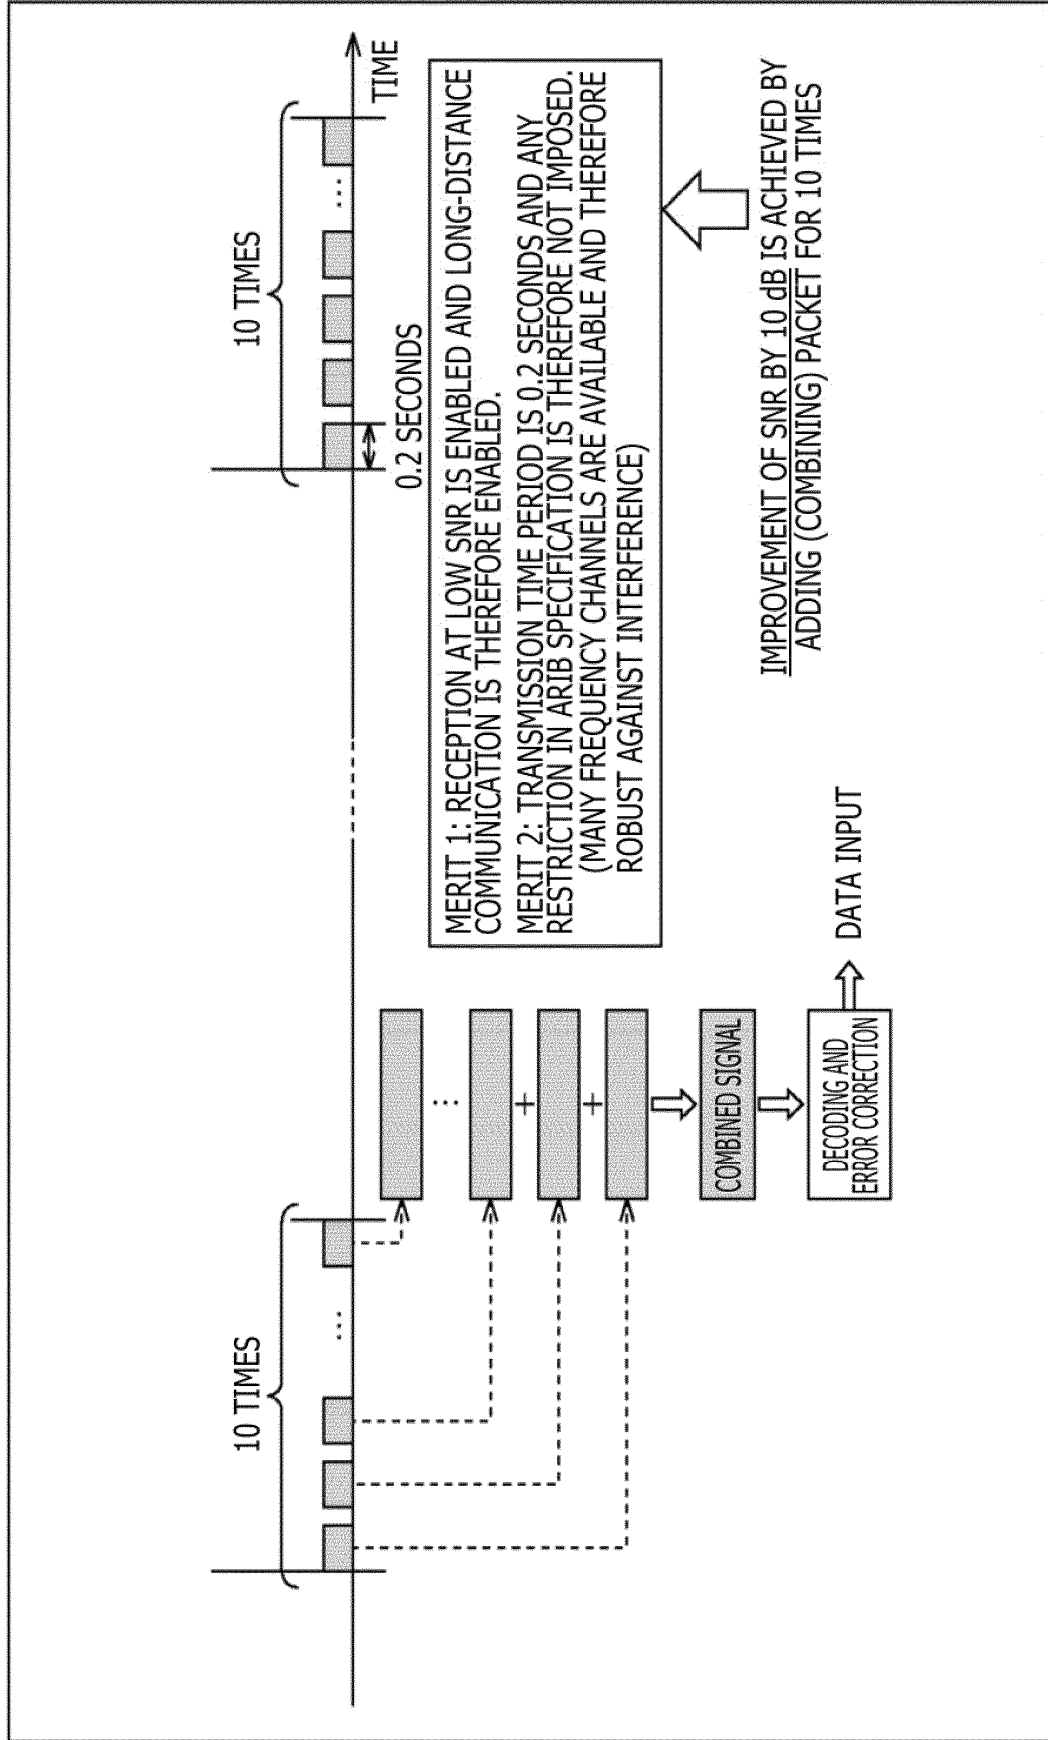 10 TIMES
10 TIMES
TIME
0.2 SECONDS
MERIT 1: RECEPTION AT LOW SNR IS ENABLED AND LONG-DISTANCE
COMMUNICATION IS THEREFORE ENABLED.
MERIT 2: TRANSMISSION TIME PERIOD IS 0.2 SECONDS AND ANY
RESTRICTION IN ARIB SPECIFICATION IS THEREFORE NOT IMPOSED.
(MANY FREQUENCY CHANNELS ARE AVAILABLE AND THEREFORE
ROBUST AGAINST INTERFERENCE)
⋯
⋯
⋯
+
+
COMBINED SIGNAL
DECODING AND
ERROR CORRECTION
DATA INPUT
IMPROVEMENT OF SNR BY 10 dB IS ACHIEVED BY
ADDING (COMBINING) PACKET FOR 10 TIMES